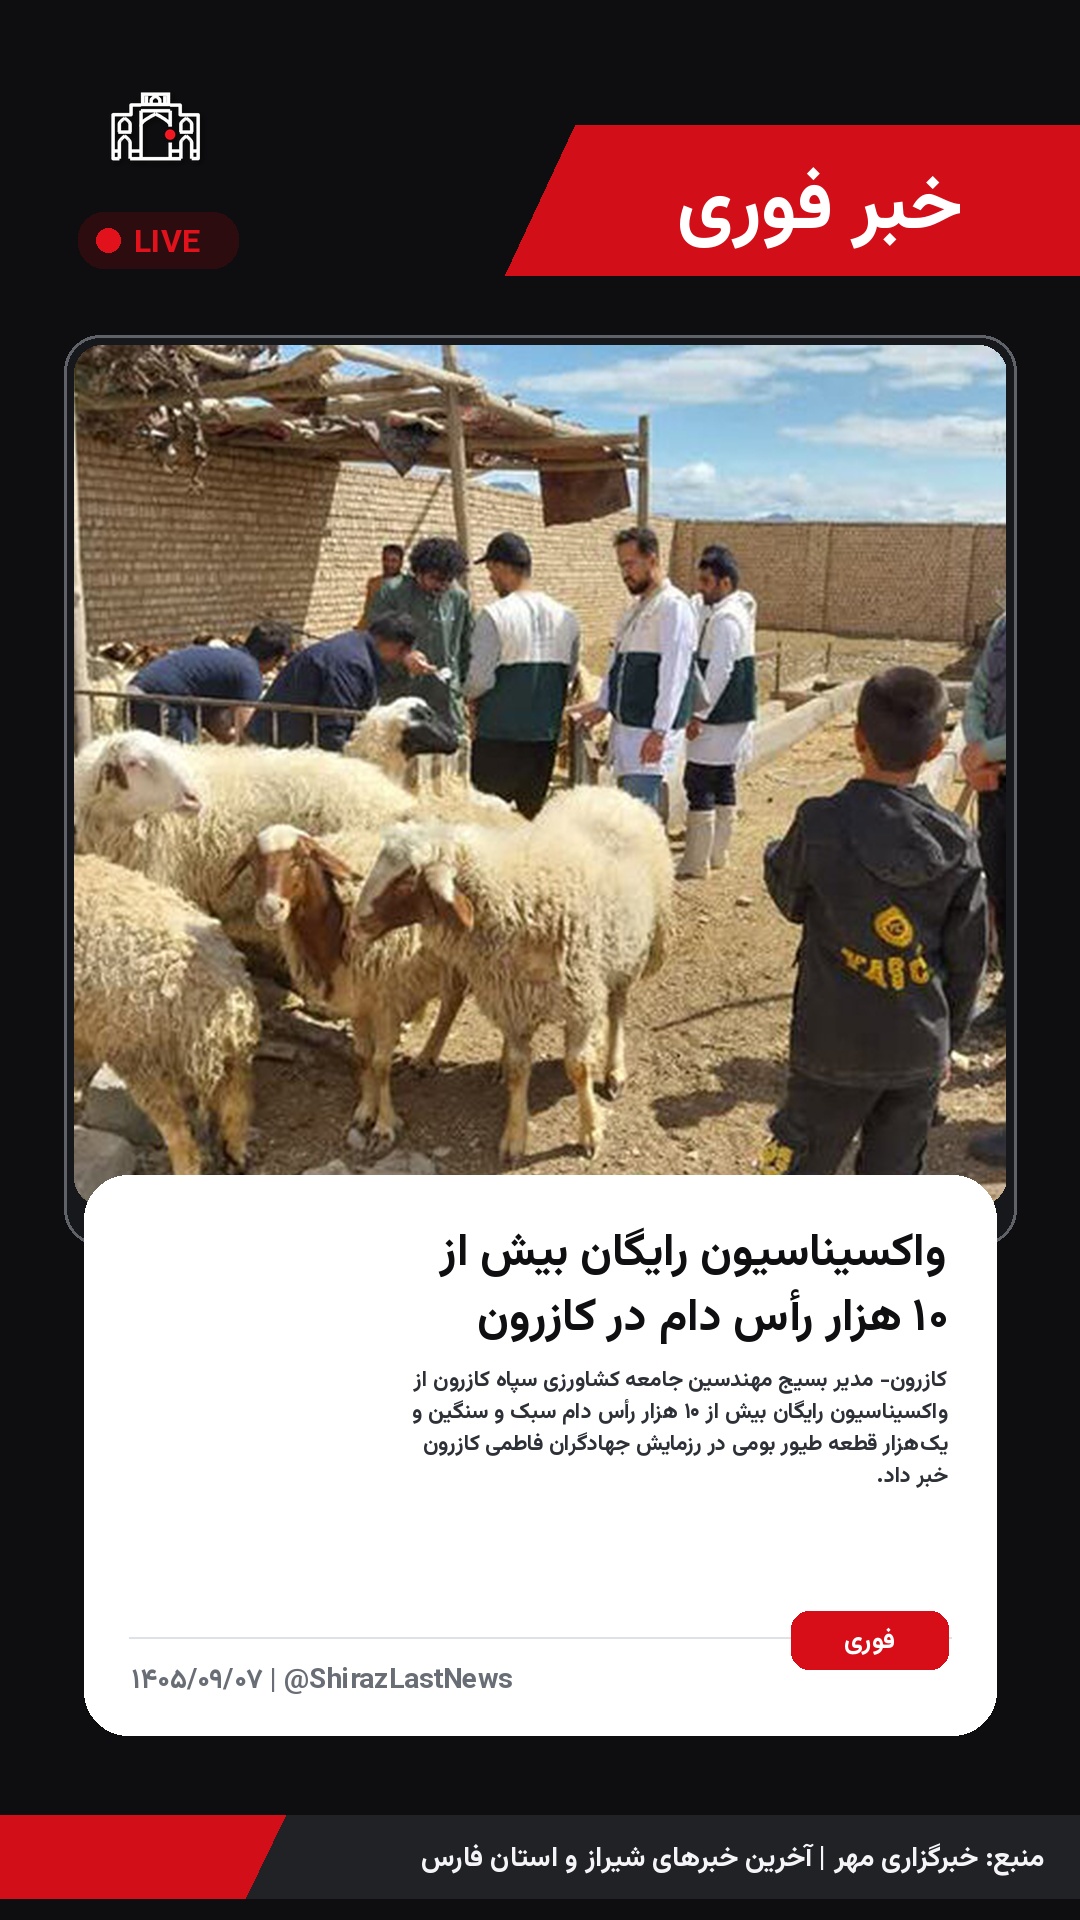 LIVE
خبر فوری
واکسیناسیون رایگان بیش از
۱۰ هزار رأس دام در کازرون
کازرون- مدیر بسیج مهندسین جامعه کشاورزی سپاه کازرون از
واکسیناسیون رایگان بیش از ۱۰ هزار رأس دام سبک و سنگین و
یک‌هزار قطعه طیور بومی در رزمایش جهادگران فاطمی کازرون
خبر داد.
فوری
۱۴۰۵/۰۹/۰۷ | @ShirazLastNews
منبع: خبرگزاری مهر | آخرین خبرهای شیراز و استان فارس